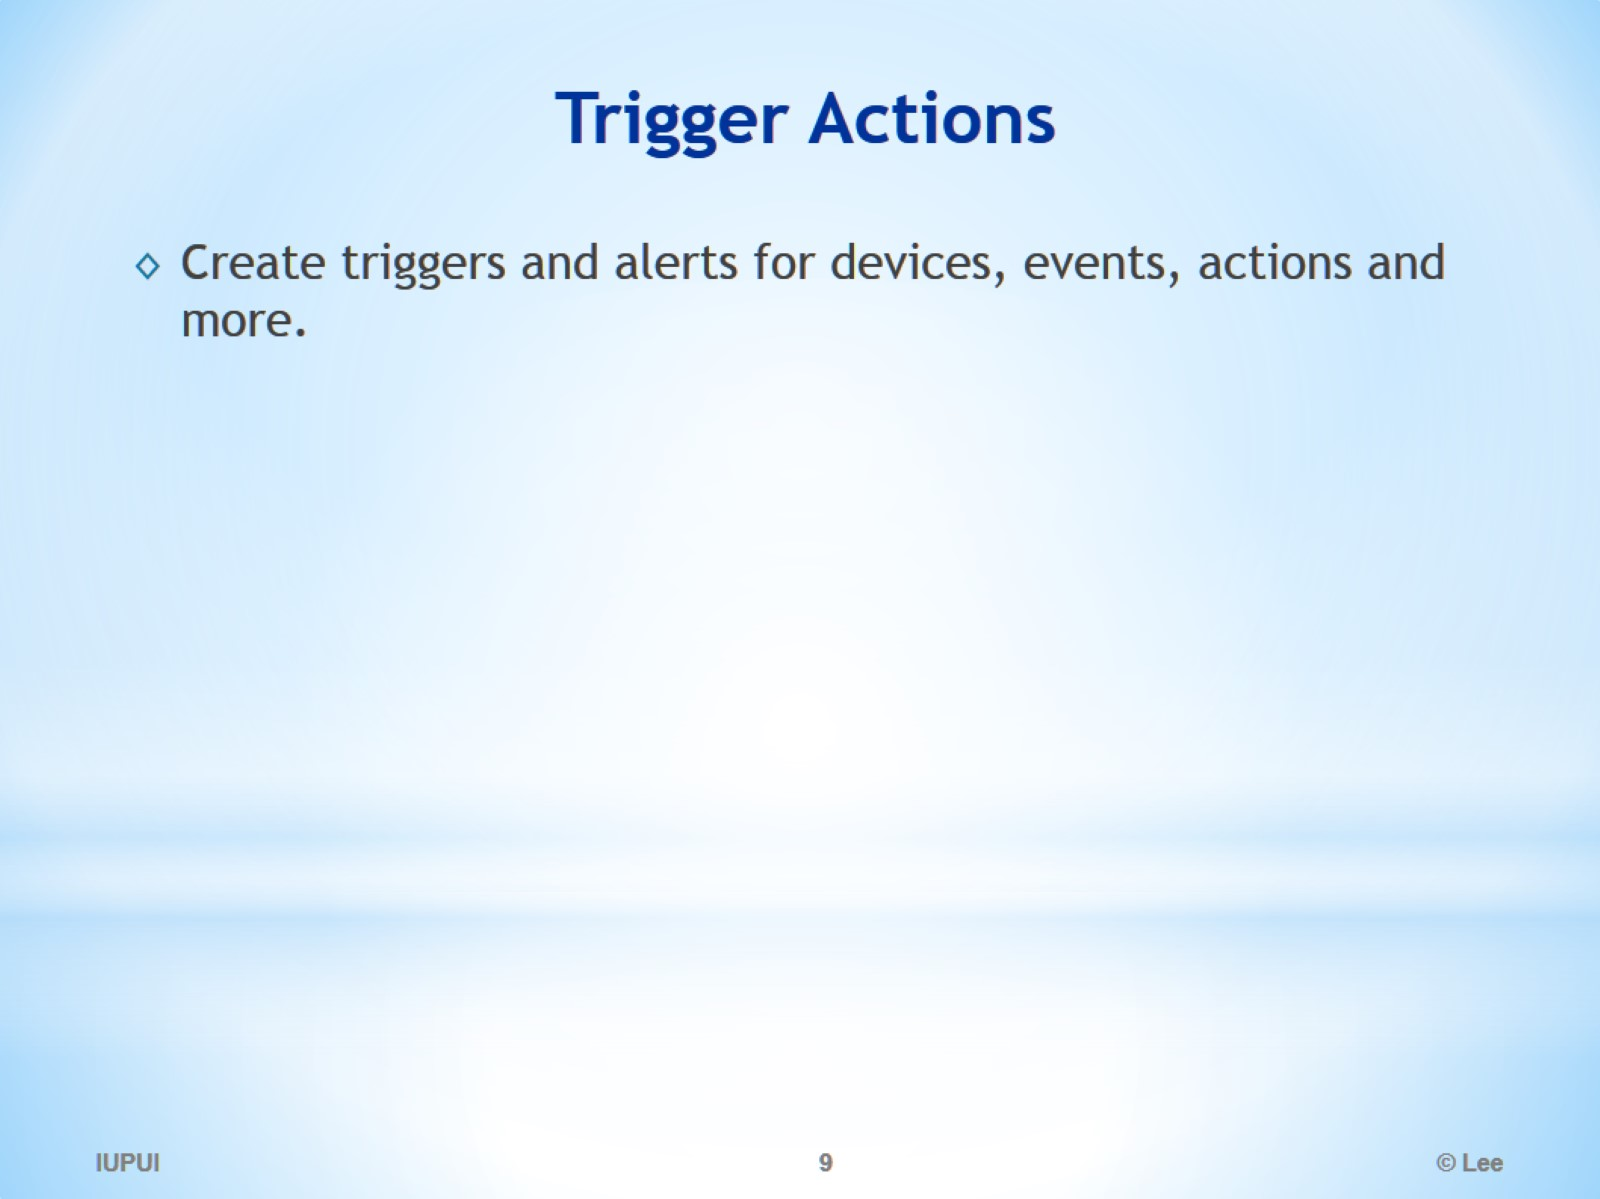 Trigger Actions
◇ Create triggers and alerts for devices, events, actions and
more.
IUPUI
9
© Lee